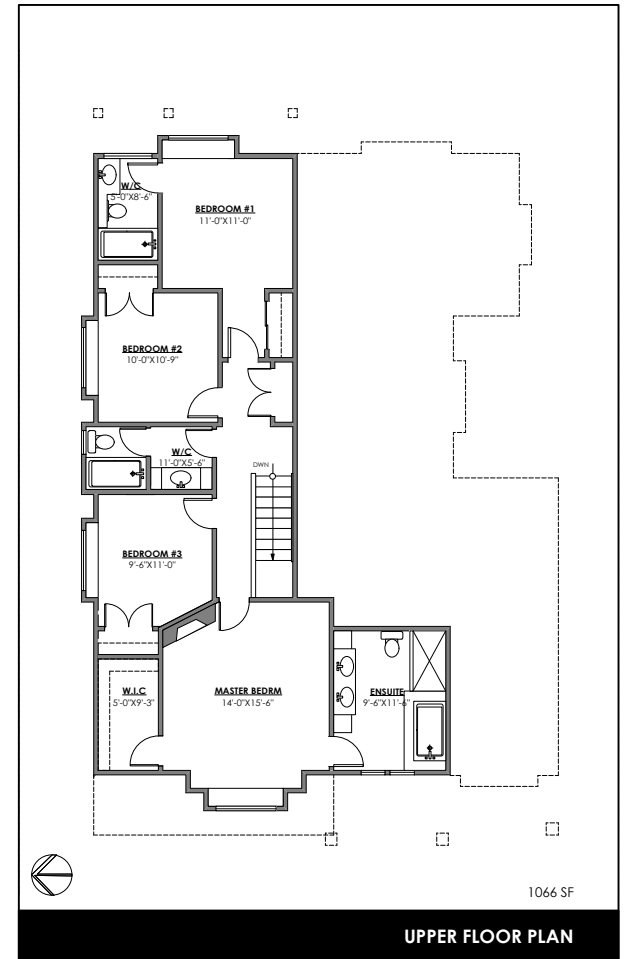 W/C
5'-0"X8'-6"
BEDROOM #1
11'-0"X11'-0"
BEDROOM #2
10'-0"X10'-9"
W/C
11'-0"X5'-6"
DWN
BEDROOM #3
9'-6"X11'-0"
W.I.C
5'-0"X9'-3"
MASTER BEDRM
14'-0"X15'-6"
ENSUITE
9'-6"X11'-6"
1066 SF
UPPER FLOOR PLAN